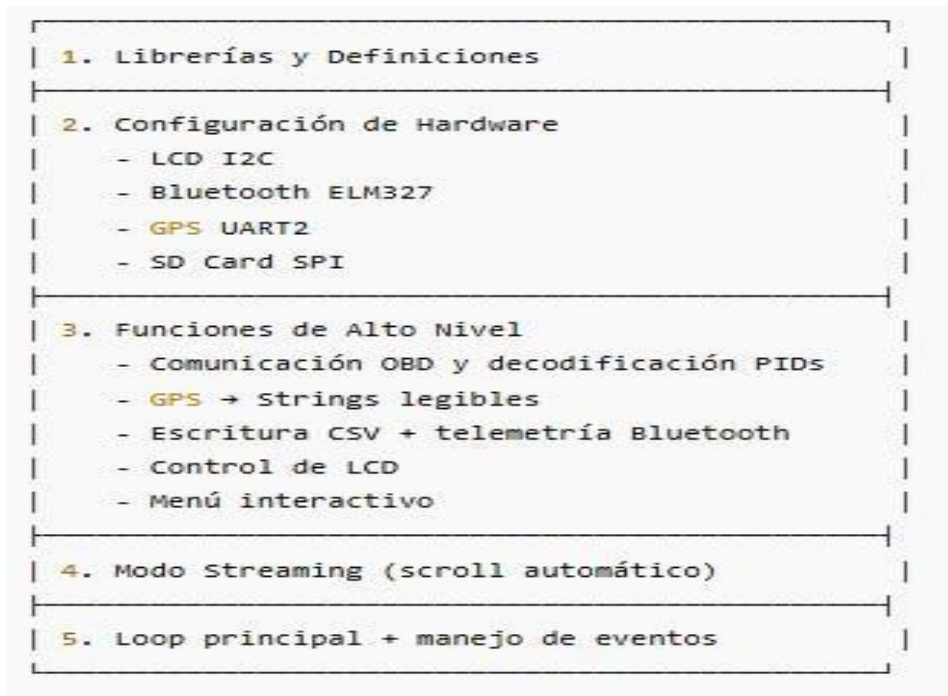 1. Librerías y Definiciones
2. Configuración de Hardware
- LCD I2C
- Bluetooth ELM327
- GPS UART2
- SD Card SPI
3. Funciones de Alto Nivel
- Comunicación OBD y decodificación PIDs
- GPS → Strings legibles
- Escritura CSV + telemetría Bluetooth
- Control de LCD
- Menú interactivo
4. Modo Streaming (scroll automático)
5. Loop principal + manejo de eventos